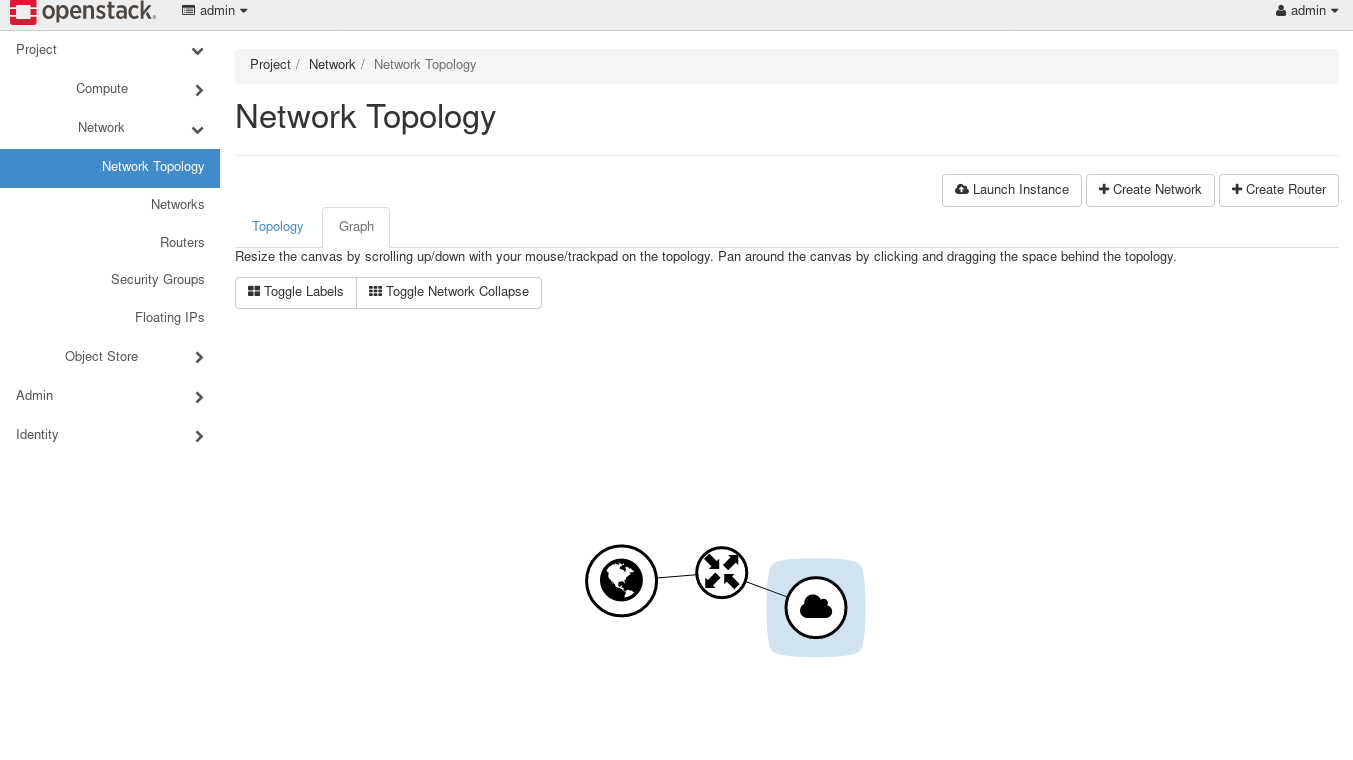 openstack. admin admin
Project
Compute
Network
Network Topology
Networks
Routers
Security Groups
Floating IPs
Object Store
Admin
Identity
Project / Network / Network Topology
Network Topology
Launch Instance Create Network Create Router
Topology Graph
Resize the canvas by scrolling up/down with your mouse/trackpad on the topology. Pan around the canvas by clicking and dragging the space behind the topology.
Toggle Labels Toggle Network Collapse